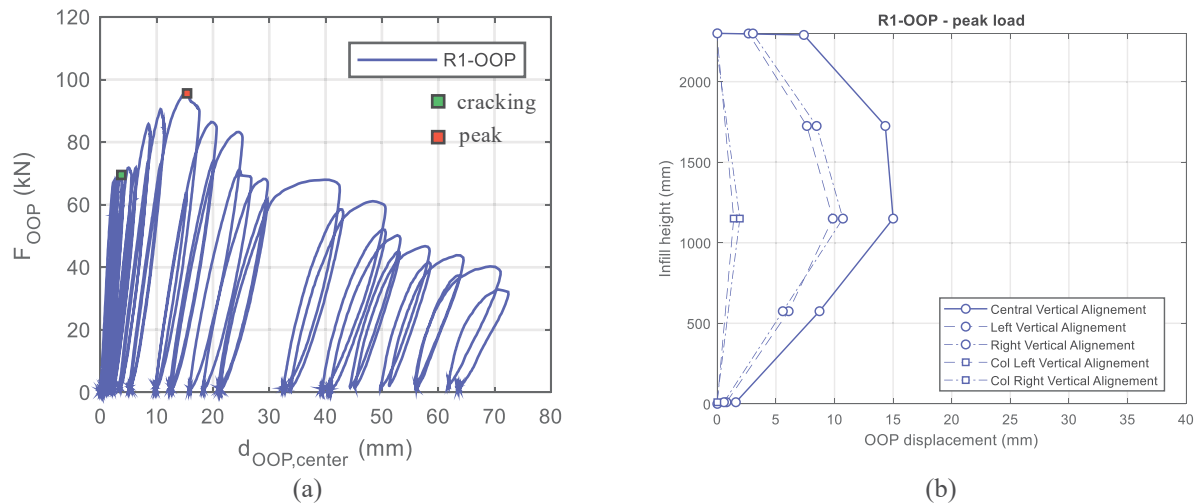 R1-OOP
cracking
peak
F_OOP (kN)
120
100
80
60
40
20
0
0 10 20 30 40 50 60 70 80
d_OOP,center (mm)
(a)
R1-OOP - peak load
Infill height (mm)
2000
1500
1000
500
0
Central Vertical Alignement
Left Vertical Alignement
Right Vertical Alignement
Col Left Vertical Alignement
Col Right Vertical Alignement
0 5 10 15 20 25 30 35 40
OOP displacement (mm)
(b)